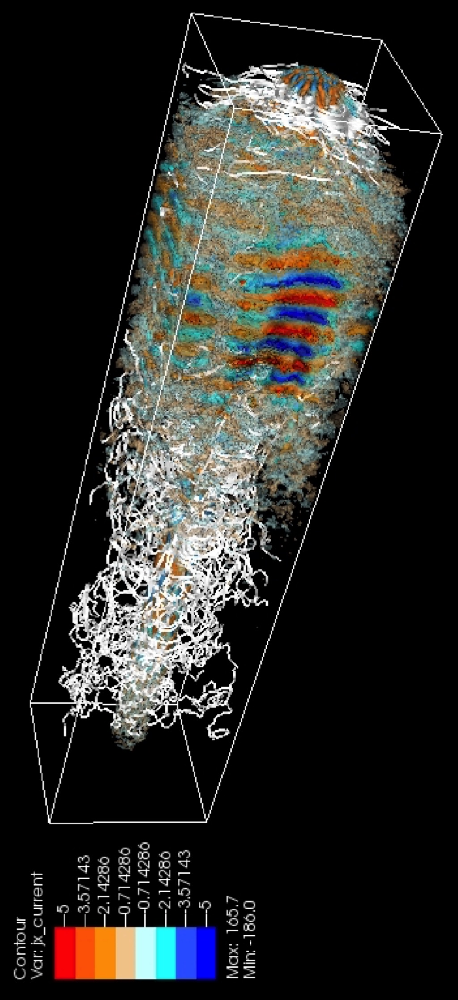 Contour
Var: jx_current
5
3.57143
2.14286
0.714286
-0.714286
-2.14286
-3.57143
-5
Max: 165.7
Min: -186.0